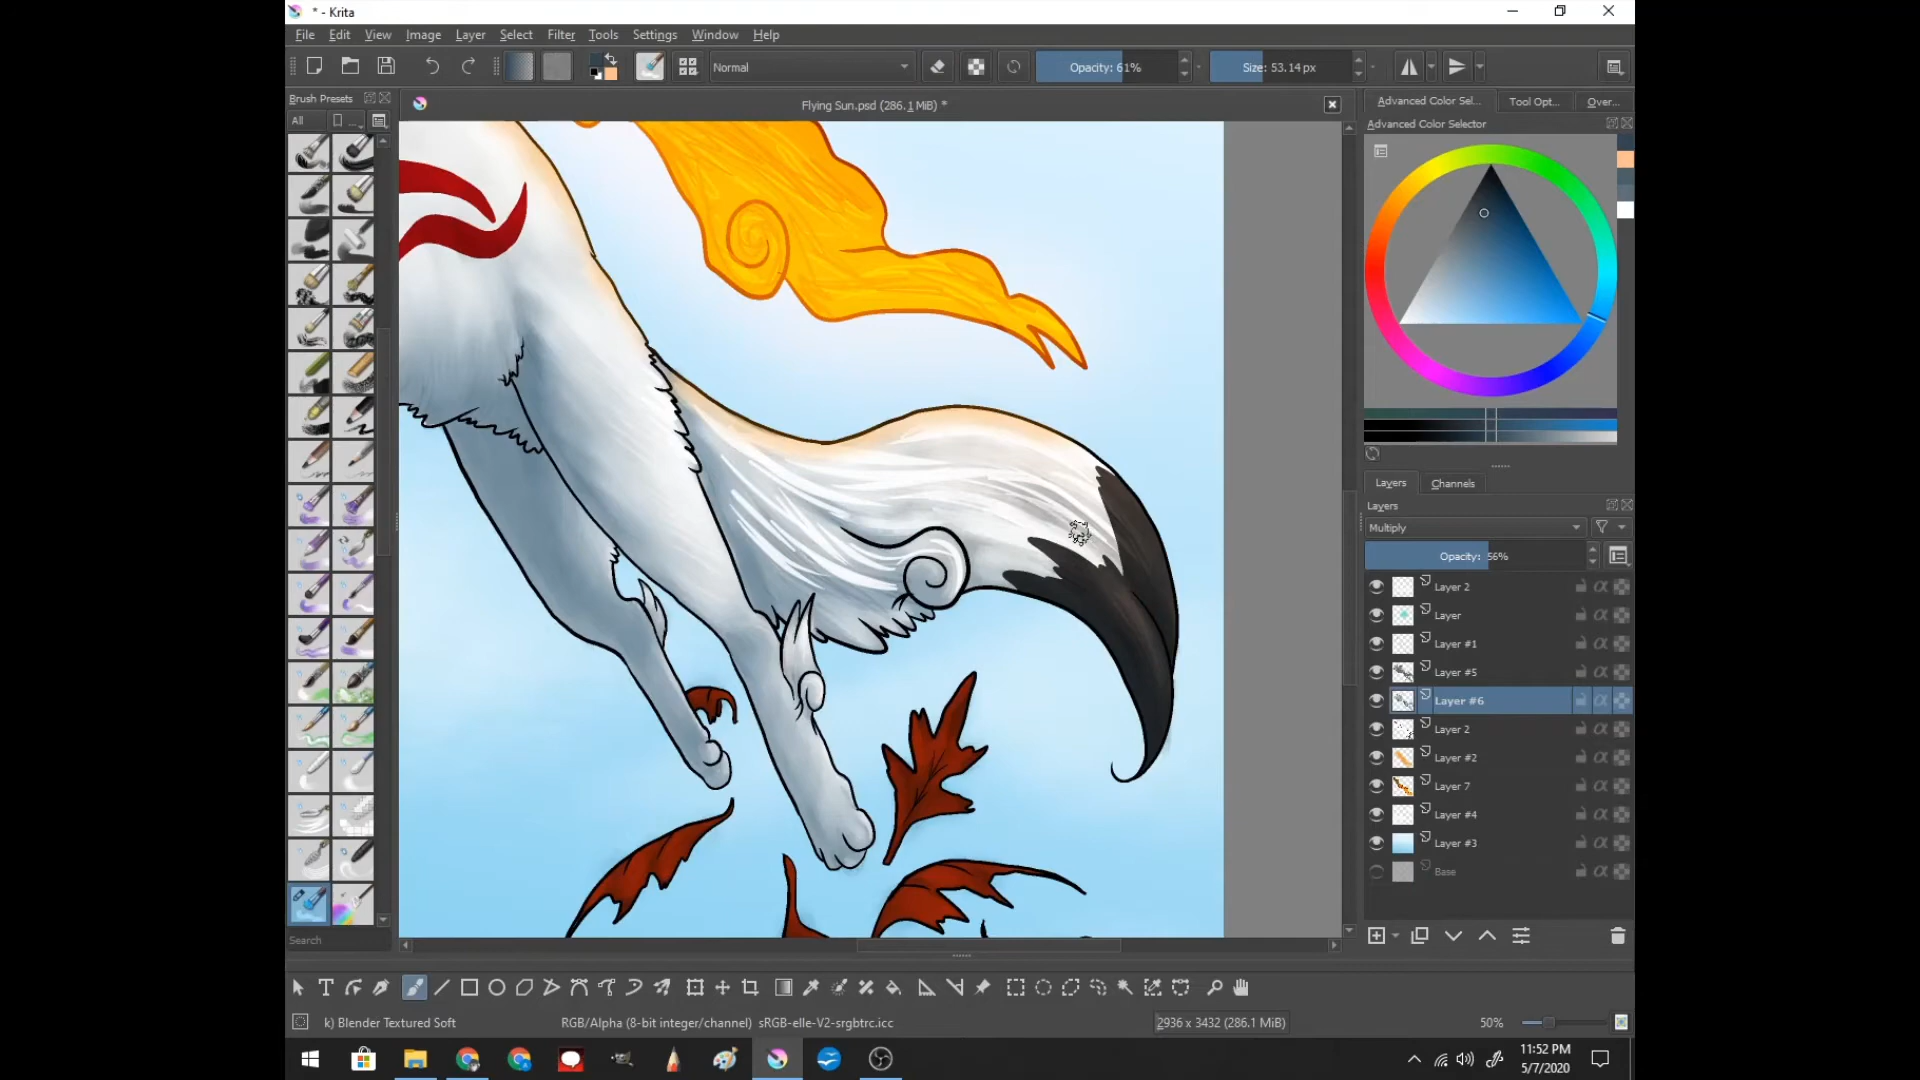 * - Krita
File Edit View Image Layer Select Filter Tools Settings Window Help
Normal
Opacity: 61%
Size: 53.14 px
Brush Presets
Flying Sun.psd (286.1 MiB) *
Advanced Color Sel...
Tool Opt...
Over...
All
...
Advanced Color Selector
Layers
Channels
Layers
Multiply
Opacity: 56%
Layer 2
Layer
Layer #1
Layer #5
Layer #6
Layer 2
Layer #2
Layer 7
Layer #4
Layer #3
Base
Search
k) Blender Textured Soft
RGB/Alpha (8-bit integer/channel) sRGB-elle-V2-srgbtrc.icc
2936 x 3432 (286.1 MiB)
50%
11:52 PM
5/7/2020